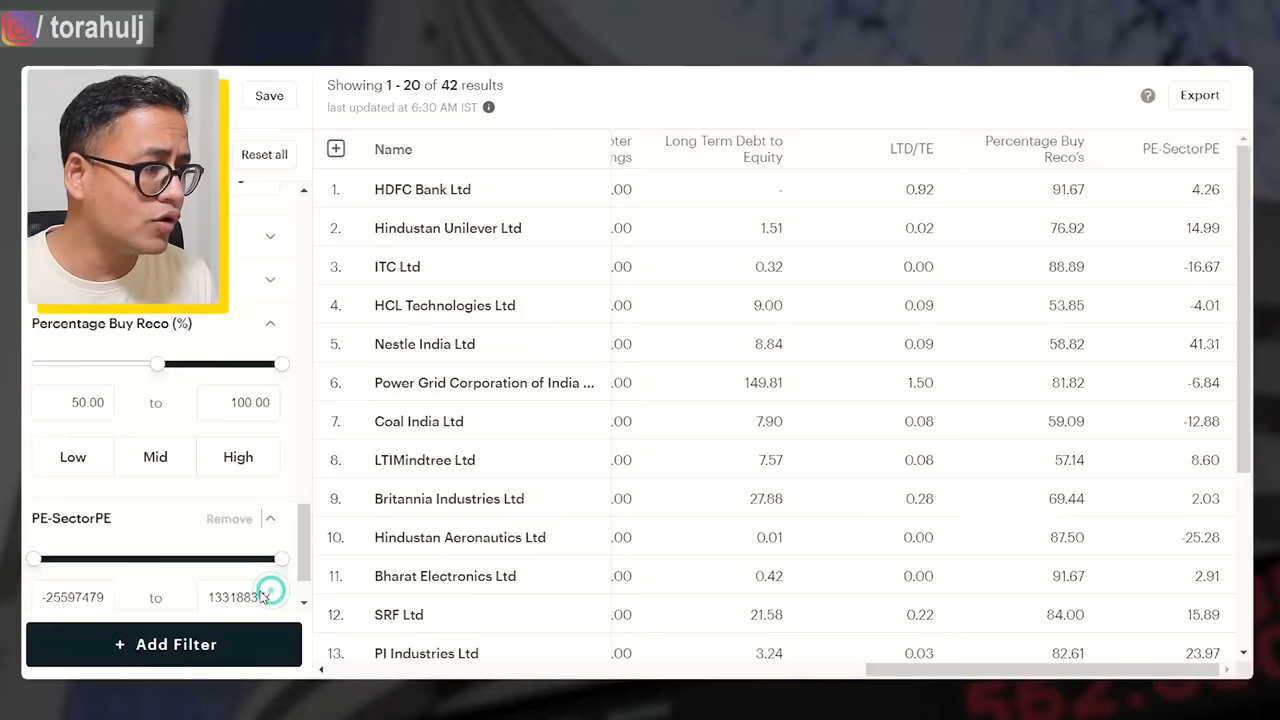 / torahulj
Save
Reset all
Showing 1 - 20 of 42 results
last updated at 6:30 AM IST
Export
Name
Long Term Debt to Equity
LTD/TE
Percentage Buy Reco's
PE-SectorPE
1. HDFC Bank Ltd .00 - 0.92 91.67 4.26
2. Hindustan Unilever Ltd .00 1.51 0.02 76.92 14.99
3. ITC Ltd .00 0.32 0.00 88.89 -16.67
4. HCL Technologies Ltd .00 9.00 0.09 53.85 -4.01
5. Nestle India Ltd .00 8.84 0.09 58.82 41.31
6. Power Grid Corporation of India ... .00 149.81 1.50 81.82 -6.84
7. Coal India Ltd .00 7.90 0.08 59.09 -12.88
8. LTIMindtree Ltd .00 7.57 0.08 57.14 8.60
9. Britannia Industries Ltd .00 27.88 0.28 69.44 2.03
10. Hindustan Aeronautics Ltd .00 0.01 0.00 87.50 -25.28
11. Bharat Electronics Ltd .00 0.42 0.00 91.67 2.91
12. SRF Ltd .00 21.58 0.22 84.00 15.89
13. PI Industries Ltd .00 3.24 0.03 82.61 23.97
Percentage Buy Reco (%)
50.00 to 100.00
Low Mid High
PE-SectorPE Remove
-25597479 to
+ Add Filter